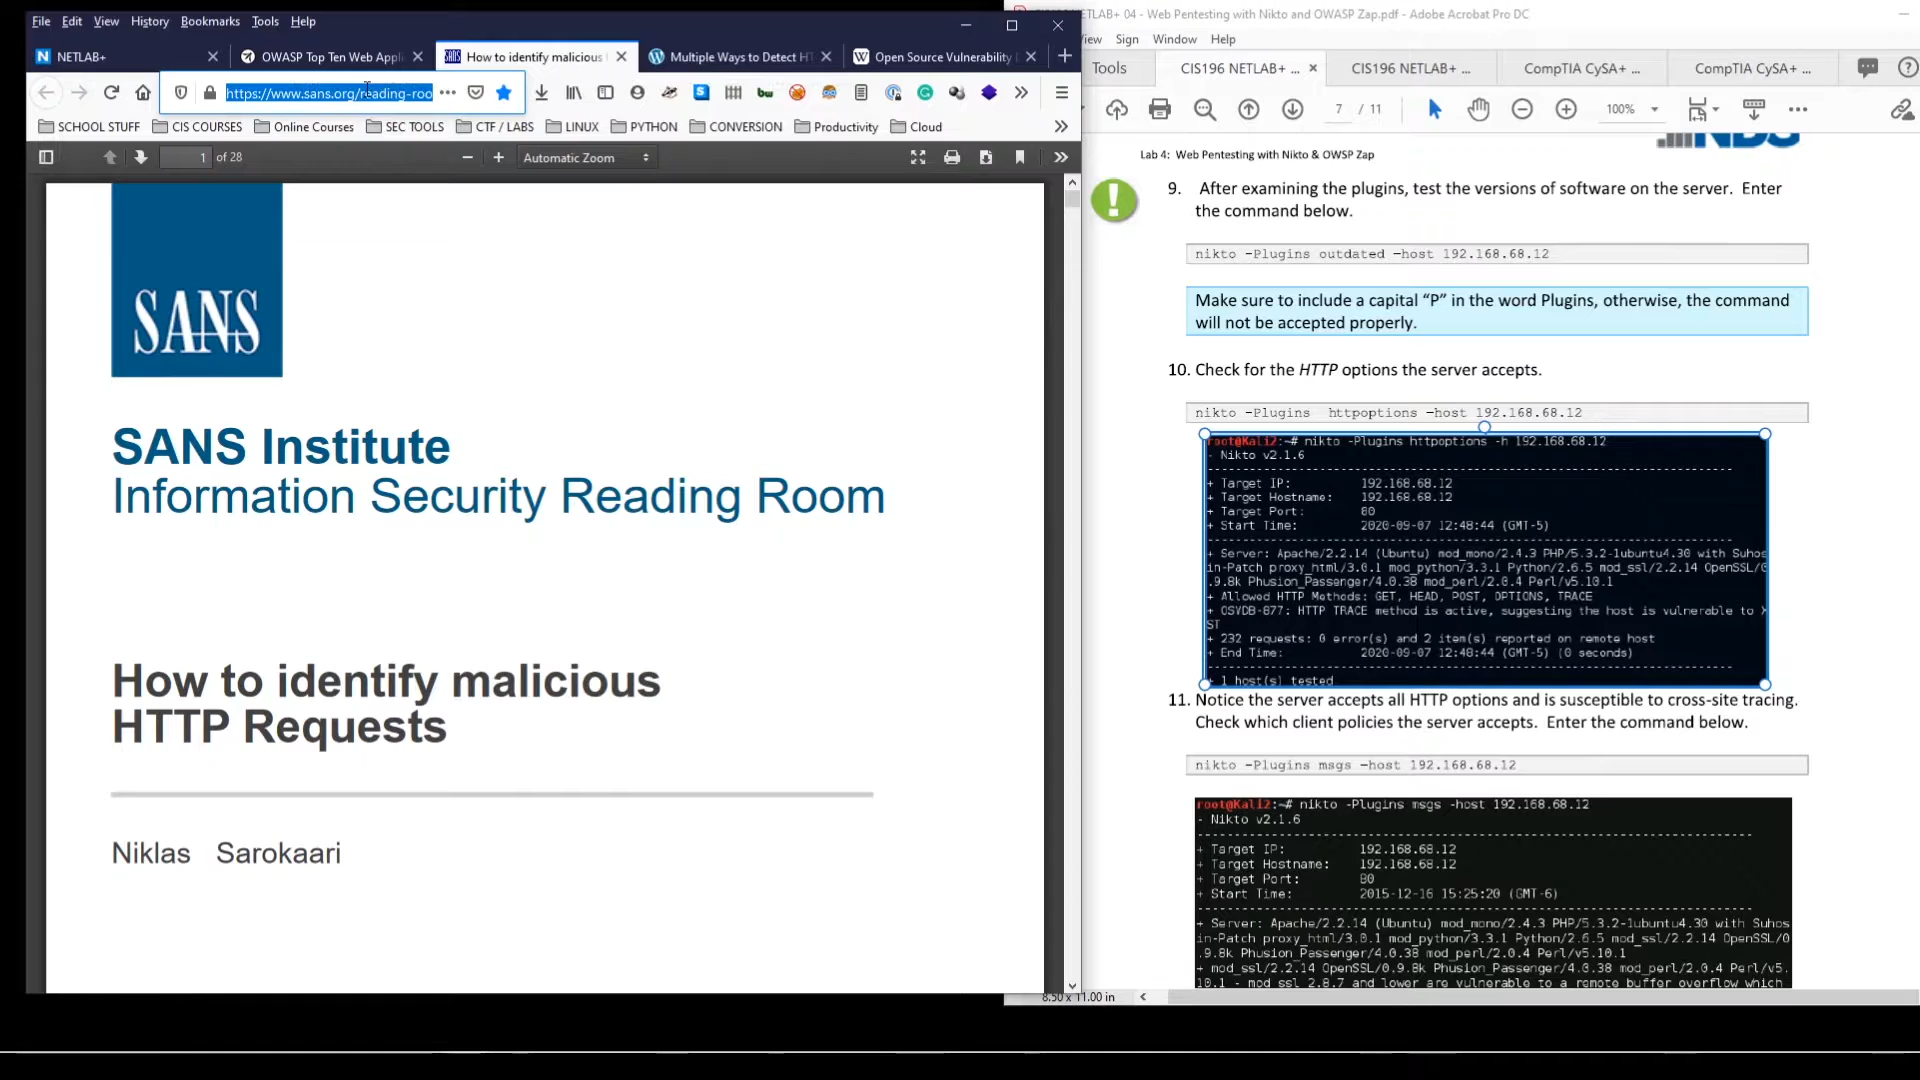 File Edit View History Bookmarks Tools Help
NETLAB+
OWASP Top Ten Web Appli
How to identify malicious
Multiple Ways to Detect HT
Open Source Vulnerability
https://www.sans.org/reading-roo
SCHOOL STUFF CIS COURSES Online Courses SEC TOOLS CTF / LABS LINUX PYTHON CONVERSION Productivity Cloud
1 of 28
Automatic Zoom
SANS
SANS Institute
Information Security Reading Room
How to identify malicious
HTTP Requests
Niklas Sarokaari
NETLAB+ 04 - Web Pentesting with Nikto and OWASP Zap.pdf - Adobe Acrobat Pro DC
Sign Window Help
Tools
CIS196 NETLAB+ ...
CIS196 NETLAB+ ...
CompTIA CySA+ ...
CompTIA CySA+ ...
7 / 11
100%
Lab 4: Web Pentesting with Nikto & OWSP Zap
9. After examining the plugins, test the versions of software on the server. Enter
the command below.
nikto -Plugins outdated -host 192.168.68.12
Make sure to include a capital “P” in the word Plugins, otherwise, the command
will not be accepted properly.
10. Check for the HTTP options the server accepts.
nikto -Plugins httpoptions -host 192.168.68.12
root@Kali2:~# nikto -Plugins httpoptions -h 192.168.68.12
- Nikto v2.1.6
+ Target IP: 192.168.68.12
+ Target Hostname: 192.168.68.12
+ Target Port: 80
+ Start Time: 2020-09-07 12:48:44 (GMT-5)
+ Server: Apache/2.2.14 (Ubuntu) mod_mono/2.4.3 PHP/5.3.2-1ubuntu4.30 with Suhos
in-Patch proxy_html/3.0.1 mod_python/3.3.1 Python/2.6.5 mod_ssl/2.2.14 OpenSSL/0
.9.8k Phusion_Passenger/4.0.38 mod_perl/2.0.4 Perl/v5.10.1
+ Allowed HTTP Methods: GET, HEAD, POST, OPTIONS, TRACE
+ OSVDB-877: HTTP TRACE method is active, suggesting the host is vulnerable to X
ST
+ 232 requests: 0 error(s) and 2 item(s) reported on remote host
+ End Time: 2020-09-07 12:48:44 (GMT-5) (0 seconds)
+ 1 host(s) tested
11. Notice the server accepts all HTTP options and is susceptible to cross-site tracing.
Check which client policies the server accepts. Enter the command below.
nikto -Plugins msgs -host 192.168.68.12
root@Kali2:~# nikto -Plugins msgs -host 192.168.68.12
- Nikto v2.1.6
+ Target IP: 192.168.68.12
+ Target Hostname: 192.168.68.12
+ Target Port: 80
+ Start Time: 2015-12-16 15:25:20 (GMT-6)
+ Server: Apache/2.2.14 (Ubuntu) mod_mono/2.4.3 PHP/5.3.2-1ubuntu4.30 with Suhos
in-Patch proxy_html/3.0.1 mod_python/3.3.1 Python/2.6.5 mod_ssl/2.2.14 OpenSSL/0
.9.8k Phusion_Passenger/4.0.38 mod_perl/2.0.4 Perl/v5.10.1
+ mod_ssl/2.2.14 OpenSSL/0.9.8k Phusion_Passenger/4.0.38 mod_perl/2.0.4 Perl/v5.
10.1 - mod_ssl 2.8.7 and lower are vulnerable to a remote buffer overflow which
8.50 x 11.00 in